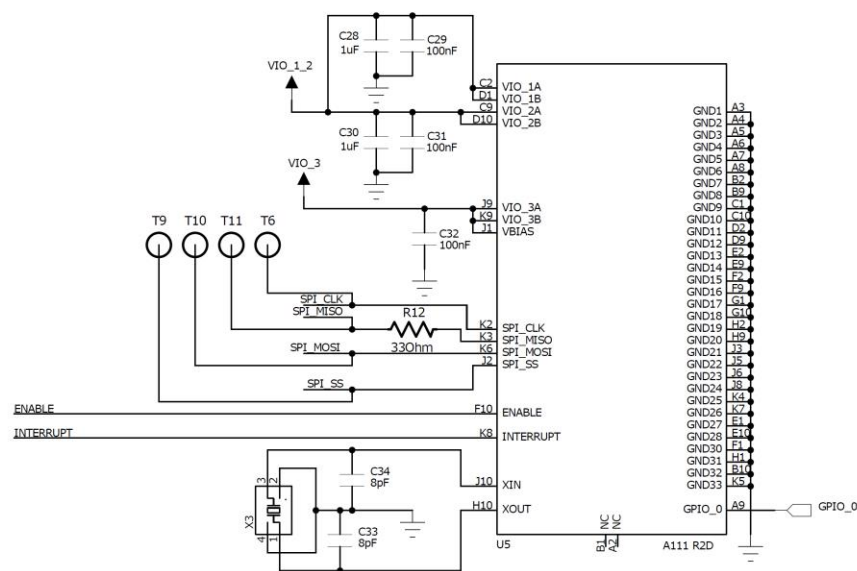 C28
1uF
C29
100nF
VIO_1_2
C2 VIO_1A
D1 VIO_1B
C9 VIO_2A
D10 VIO_2B
C30
1uF
C31
100nF
VIO_3
J9 VIO_3A
K9 VIO_3B
J1 VBIAS
C32
100nF
T9 T10 T11 T6
SPI_CLK
SPI_MISO
R12
33Ohm
SPI_MOSI
SPI_SS
K2 SPI_CLK
K3 SPI_MISO
K6 SPI_MOSI
J2 SPI_SS
ENABLE
F10 ENABLE
INTERRUPT
K8 INTERRUPT
C34
8pF
J10 XIN
H10 XOUT
C33
8pF
X3
3 2
4 1
GND1 A3
GND2 A4
GND3 A5
GND4 A6
GND5 A7
GND6 A8
GND7 B2
GND8 B9
GND9 C1
GND10 C10
GND11 D2
GND12 D9
GND13 E2
GND14 E9
GND15 F2
GND16 F9
GND17 G1
GND18 G10
GND19 H2
GND20 H9
GND21 J3
GND22 J5
GND23 J6
GND24 J8
GND25 K4
GND26 K7
GND27 E1
GND28 E10
GND30 F1
GND31 H1
GND32 B10
GND33 K5
GPIO_0 A9
GPIO_0
U5
B1 NC
A2 NC
A111 R2D